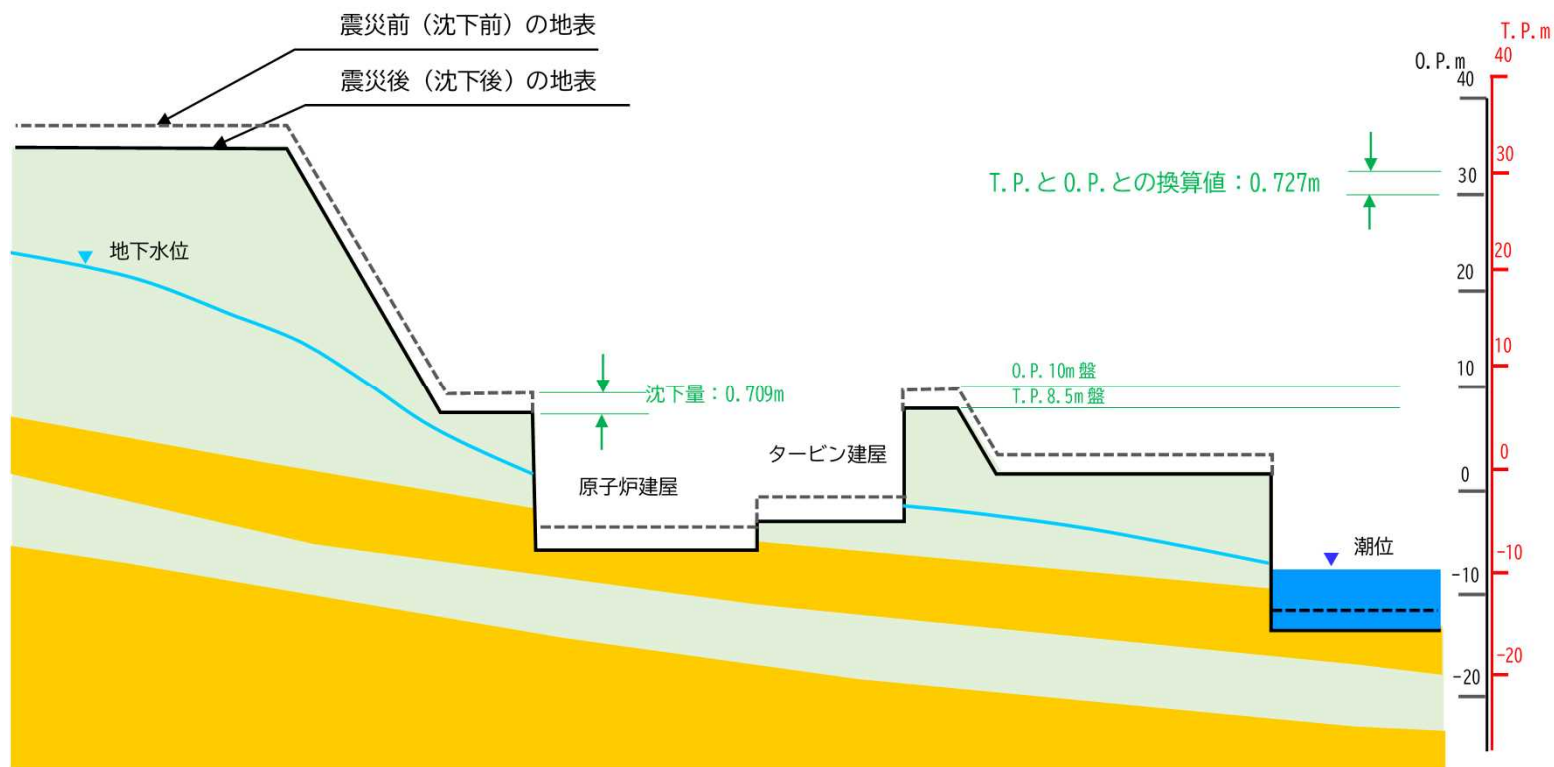 震災前（沈下前）の地表
震災後（沈下後）の地表
T.P.m
O.P.m
40
40
30
30
T.P.とO.P.との換算値：0.727m
地下水位
20
20
10
10
O.P.10m盤
T.P.8.5m盤
沈下量：0.709m
タービン建屋
原子炉建屋
0
0
潮位
-10
-10
-20
-20